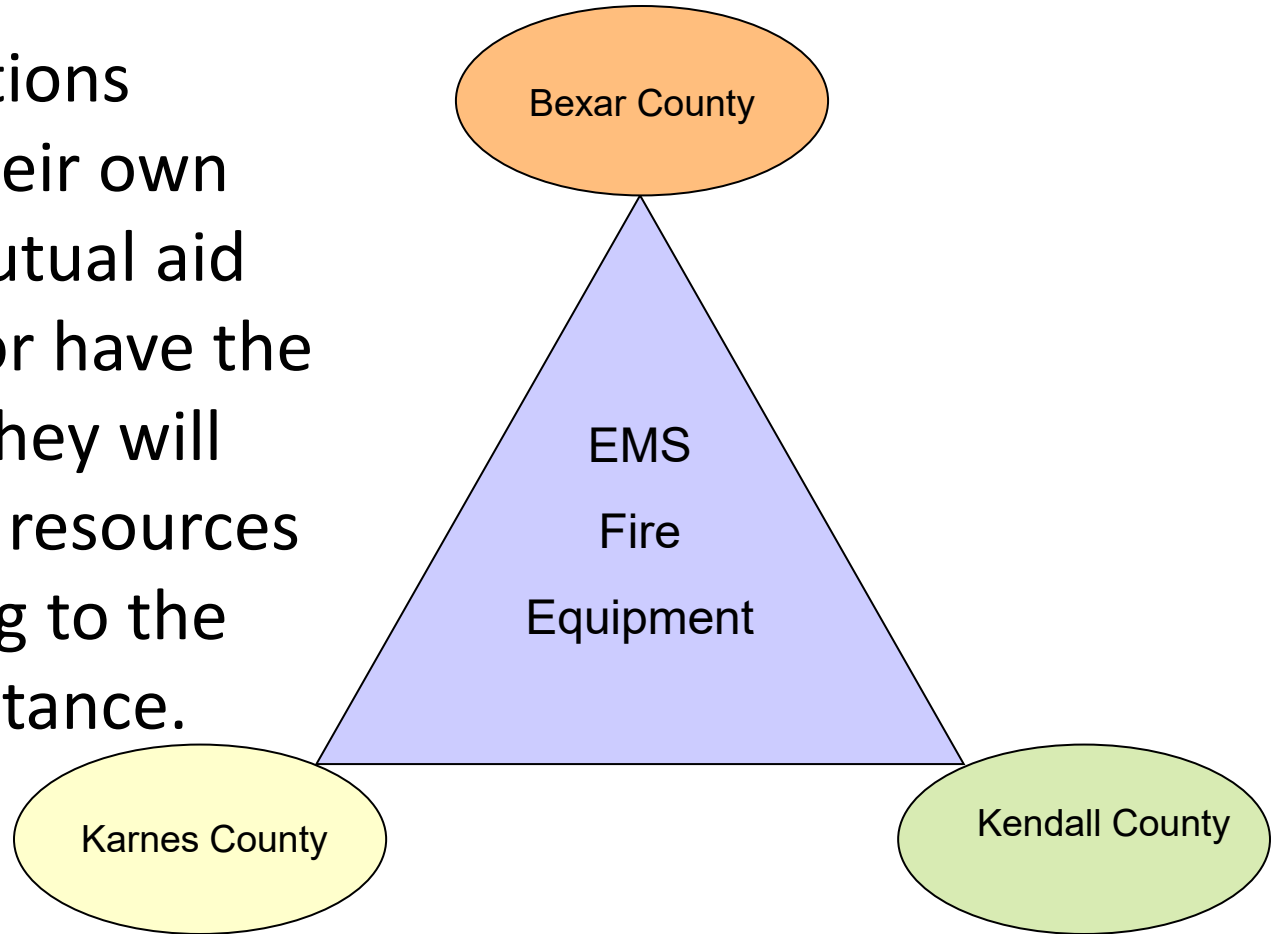 tions
eir own
utual aid
or have the
hey will
resources
g to the
tance.
Bexar County
EMS
Fire
Equipment
Karnes County
Kendall County